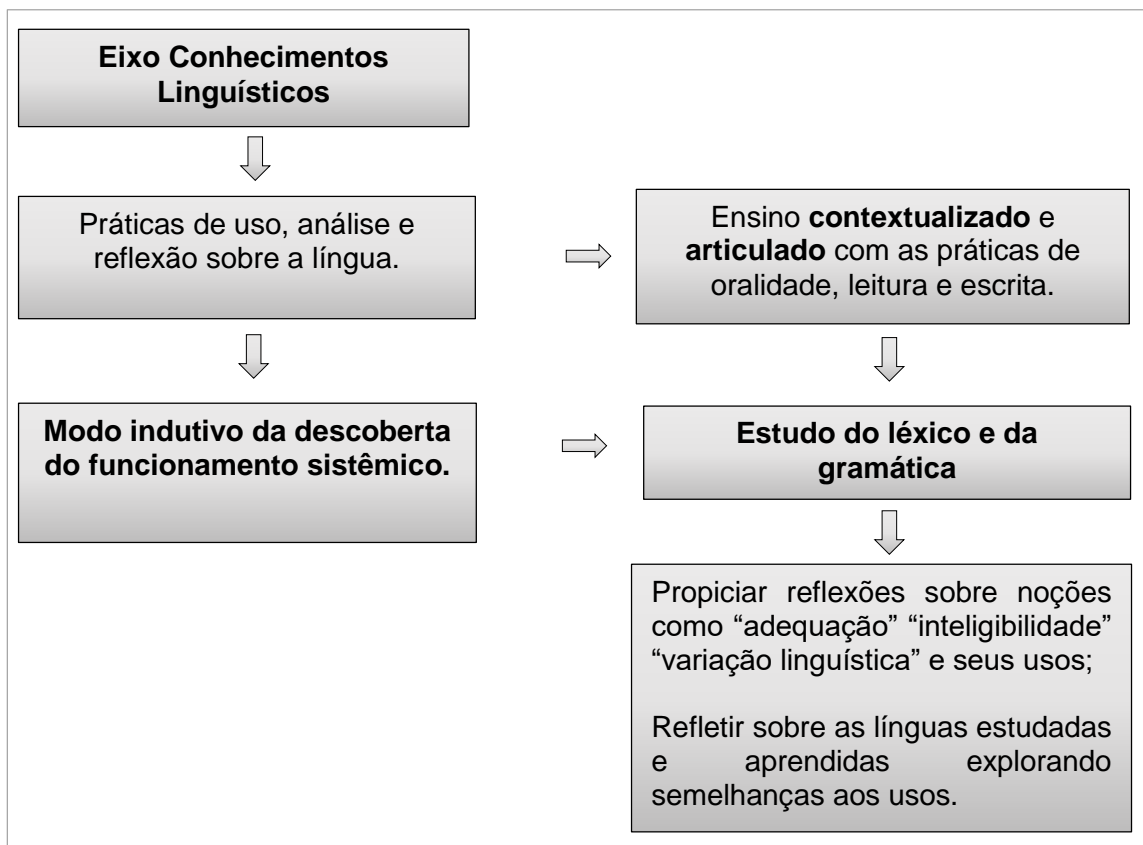 Eixo Conhecimentos
Linguísticos
Práticas de uso, análise e
reflexão sobre a língua.
Ensino contextualizado e
articulado com as práticas de
oralidade, leitura e escrita.
Modo indutivo da descoberta
do funcionamento sistêmico.
Estudo do léxico e da
gramática
Propiciar reflexões sobre noções
como “adequação” “inteligibilidade”
“variação linguística” e seus usos;
Refletir sobre as línguas estudadas
e aprendidas explorando
semelhanças aos usos.